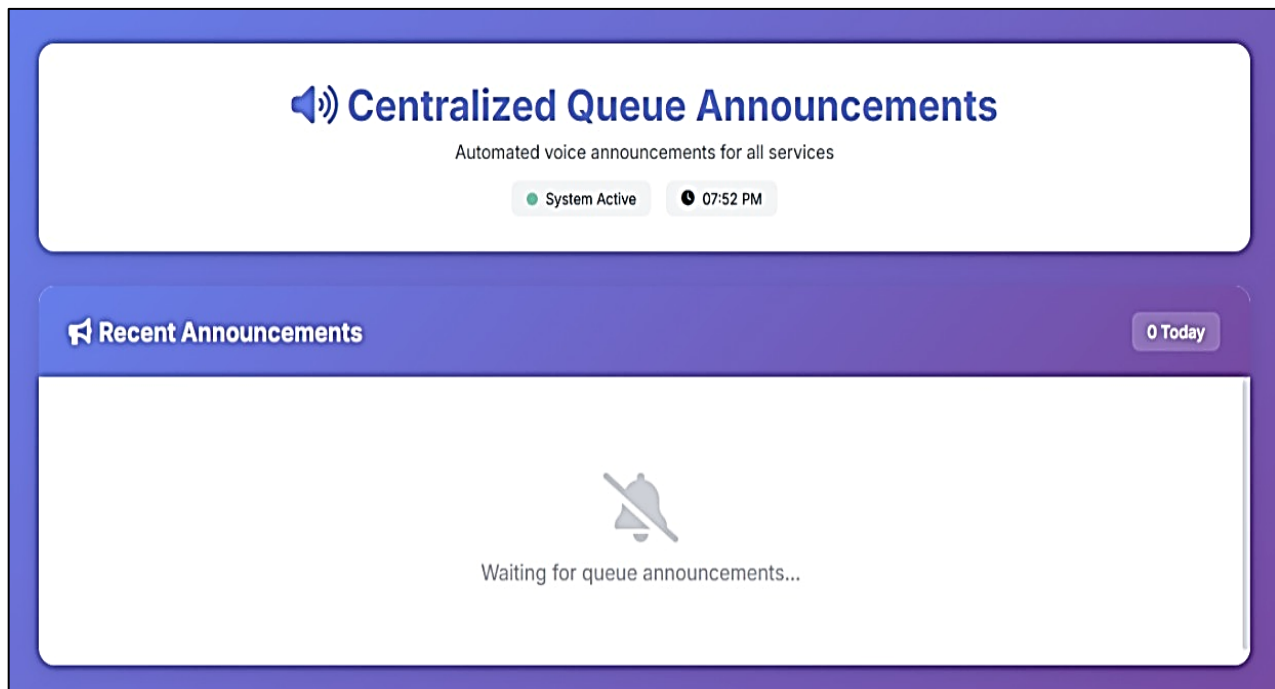 Centralized Queue Announcements
Automated voice announcements for all services
System Active 07:52 PM
Recent Announcements 0 Today
Waiting for queue announcements...